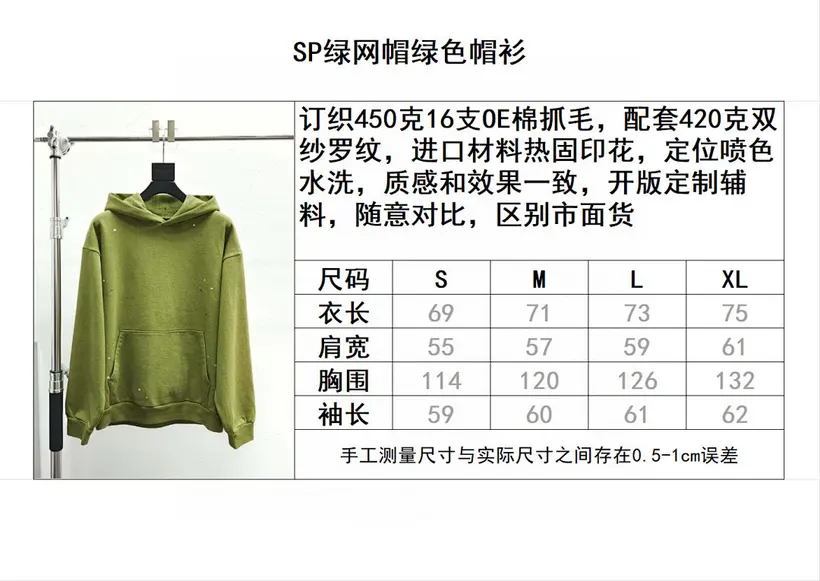 SP绿网帽绿色帽衫
订织450克16支OE棉抓毛，配套420克双
纱罗纹，进口材料热固印花，定位喷色
水洗，质感和效果一致，开版定制辅
料，随意对比，区别市面货
尺码 S M L XL
衣长 69 71 73 75
肩宽 55 57 59 61
胸围 114 120 126 132
袖长 59 60 61 62
手工测量尺寸与实际尺寸之间存在0.5-1cm误差